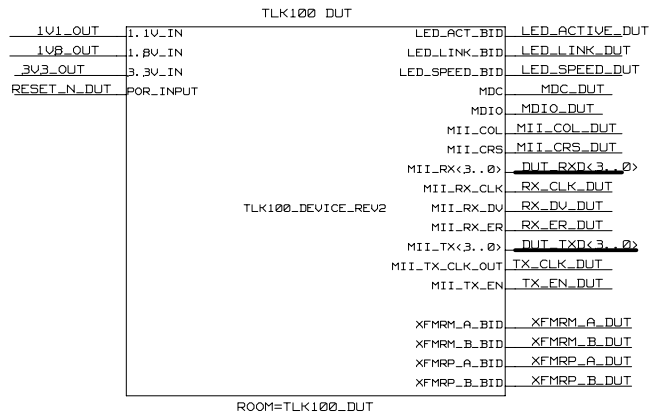 TLK100 DUT
1V1_OUT 1.1V_IN LED_ACT_BID LED_ACTIVE_DUT
1V8_OUT 1.8V_IN LED_LINK_BID LED_LINK_DUT
3V3_OUT 3.3V_IN LED_SPEED_BID LED_SPEED_DUT
RESET_N_DUT POR_INPUT MDC MDC_DUT
MDIO MDIO_DUT
MII_COL MII_COL_DUT
MII_CRS MII_CRS_DUT
MII_RX<3..0> DUT_RXD<3..0>
MII_RX_CLK RX_CLK_DUT
TLK100_DEVICE_REV2 MII_RX_DV RX_DV_DUT
MII_RX_ER RX_ER_DUT
MII_TX<3..0> DUT_TXD<3..0>
MII_TX_CLK_OUT TX_CLK_DUT
MII_TX_EN TX_EN_DUT
XFMRM_A_BID XFMRM_A_DUT
XFMRM_B_BID XFMRM_B_DUT
XFMRP_A_BID XFMRP_A_DUT
XFMRP_B_BID XFMRP_B_DUT
ROOM=TLK100_DUT